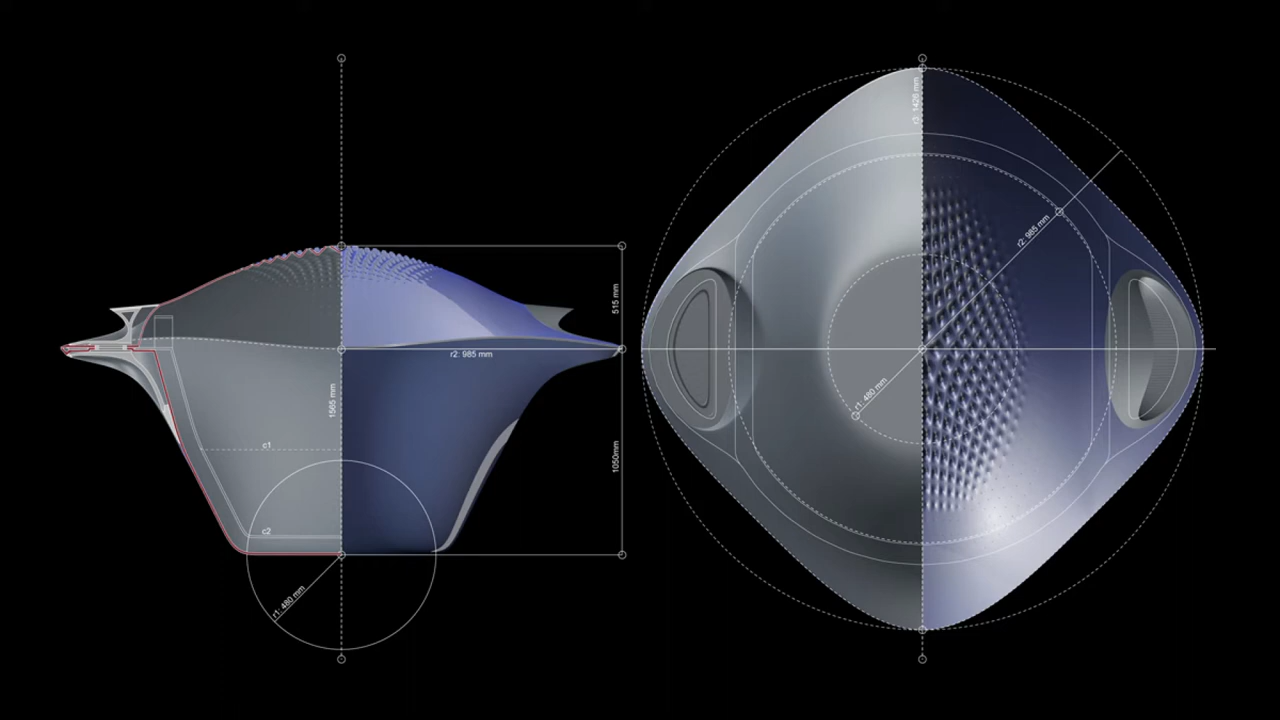 515 mm
r2: 985 mm
1565 mm
c1
1050mm
c2
r1: 480 mm
r3: 1420 mm
r2: 985 mm
r1: 480 mm